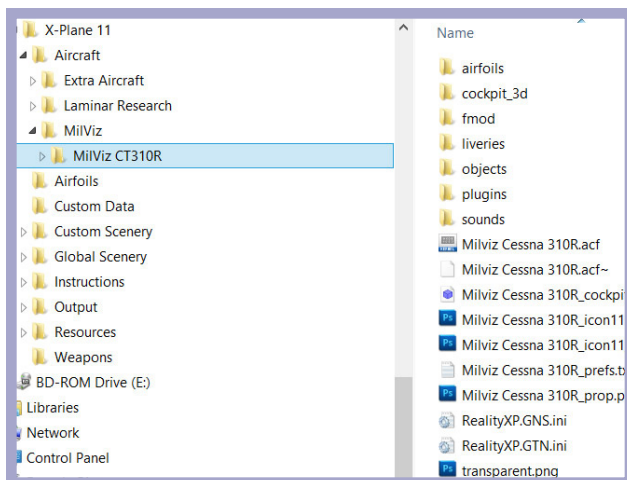 X-Plane 11
Aircraft
Extra Aircraft
Laminar Research
MilViz
MilViz CT310R
Airfoils
Custom Data
Custom Scenery
Global Scenery
Instructions
Output
Resources
Weapons
BD-ROM Drive (E:)
Libraries
Network
Control Panel
Name
airfoils
cockpit_3d
fmod
liveries
objects
plugins
sounds
Milviz Cessna 310R.acf
Milviz Cessna 310R.acf~
Milviz Cessna 310R_cockpi
Milviz Cessna 310R_icon11
Milviz Cessna 310R_icon11
Milviz Cessna 310R_prefs.tx
Milviz Cessna 310R_prop.p
RealityXP.GNS.ini
RealityXP.GTN.ini
transparent.png